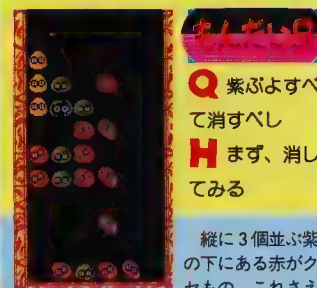 もんだい8
Q 紫ぷよすべ
て消すべし
H まず、消し
てみる
縦に3個並ぶ紫
の下にある赤がク
セもの。これさえ